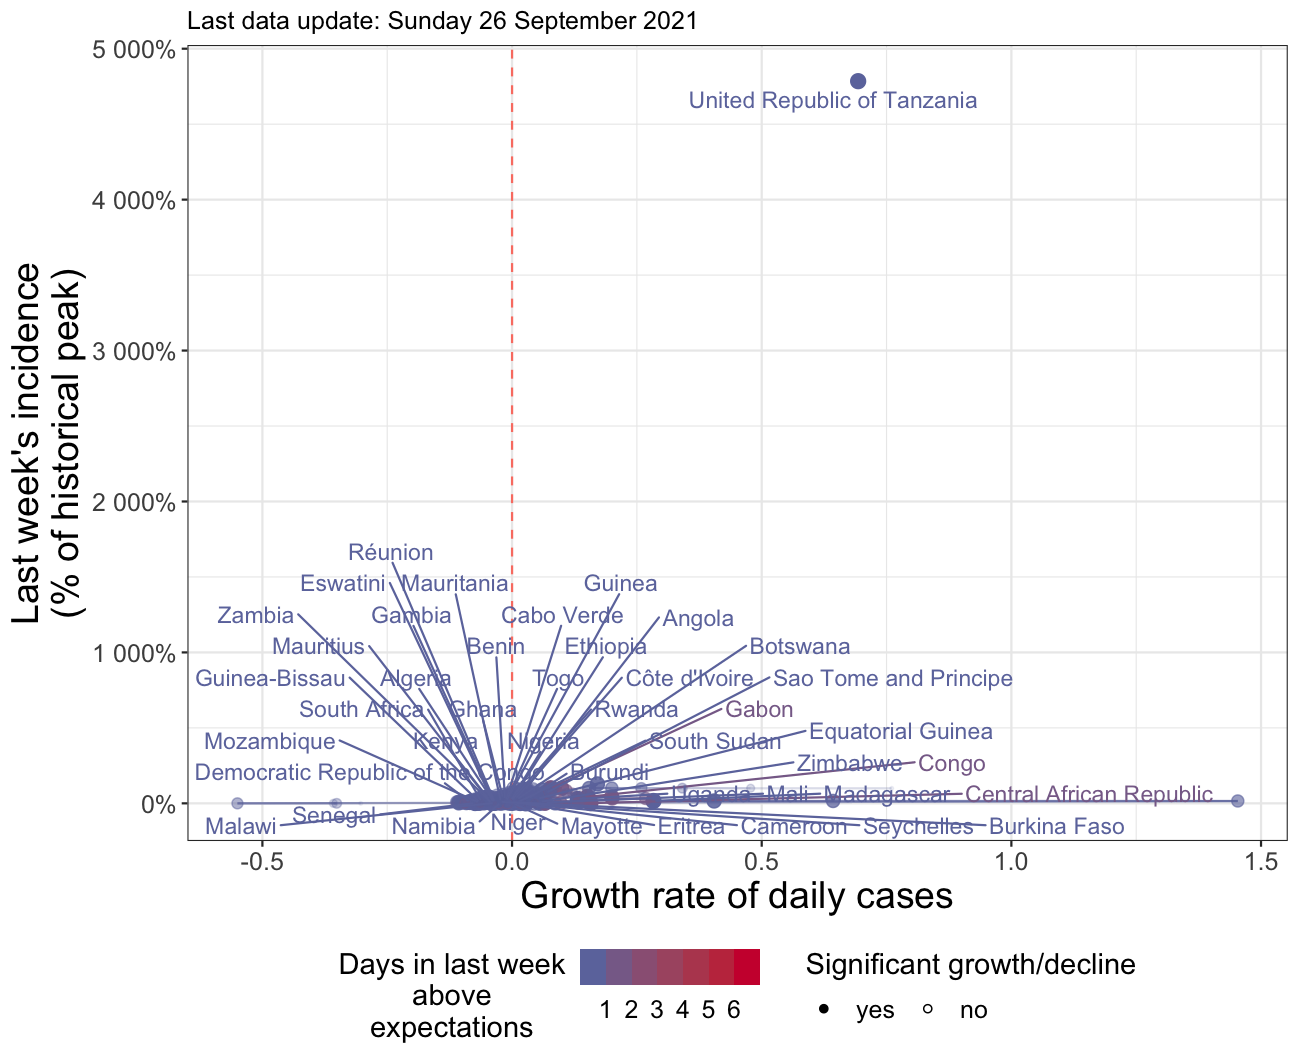 Last data update: Sunday 26 September 2021
5 000%
United Republic of Tanzania
4 000%
3 000%
2 000%
1 000%
0%
Last week's incidence
(% of historical peak)
Réunion
Eswatini
Mauritania
Guinea
Zambia
Gambia
Cabo Verde
Angola
Mauritius
Benin
Ethiopia
Botswana
Guinea-Bissau
Algeria
Togo
Côte d'Ivoire
Sao Tome and Principe
South Africa
Ghana
Rwanda
Gabon
Equatorial Guinea
Mozambique
Kenya
Nigeria
South Sudan
Zimbabwe
Congo
Democratic Republic of the Congo
Burundi
Uganda
Mali
Madagascar
Central African Republic
Senegal
Malawi
Namibia
Niger
Mayotte
Eritrea
Cameroon
Seychelles
Burkina Faso
-0.5
0.0
0.5
1.0
1.5
Growth rate of daily cases
Days in last week
above
expectations
1 2 3 4 5 6
Significant growth/decline
yes
no